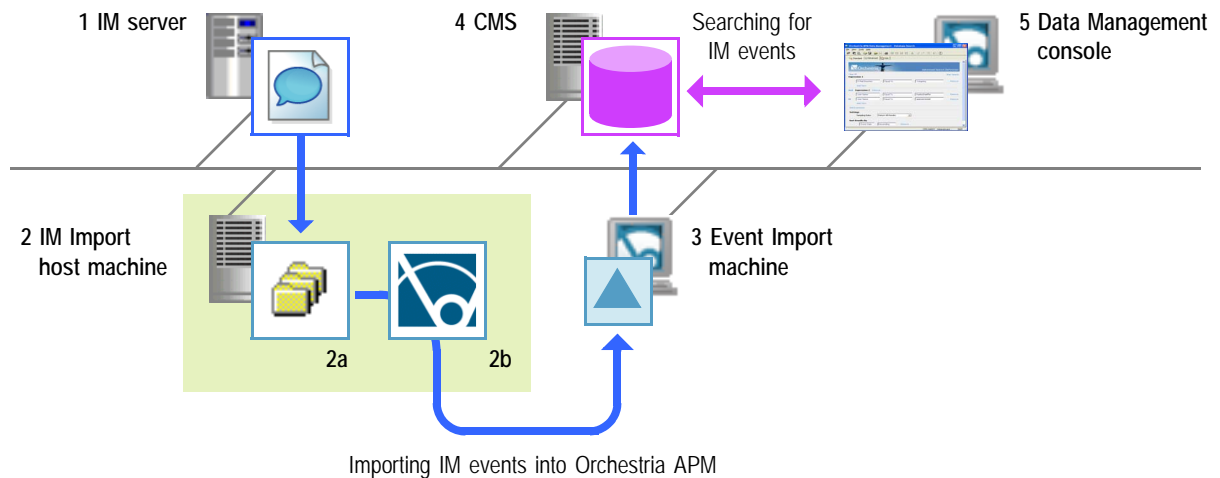 1 IM server
4 CMS
Searching for
IM events
5 Data Management
console
2 IM Import
host machine
3 Event Import
machine
2a
2b
Importing IM events into Orchestria APM